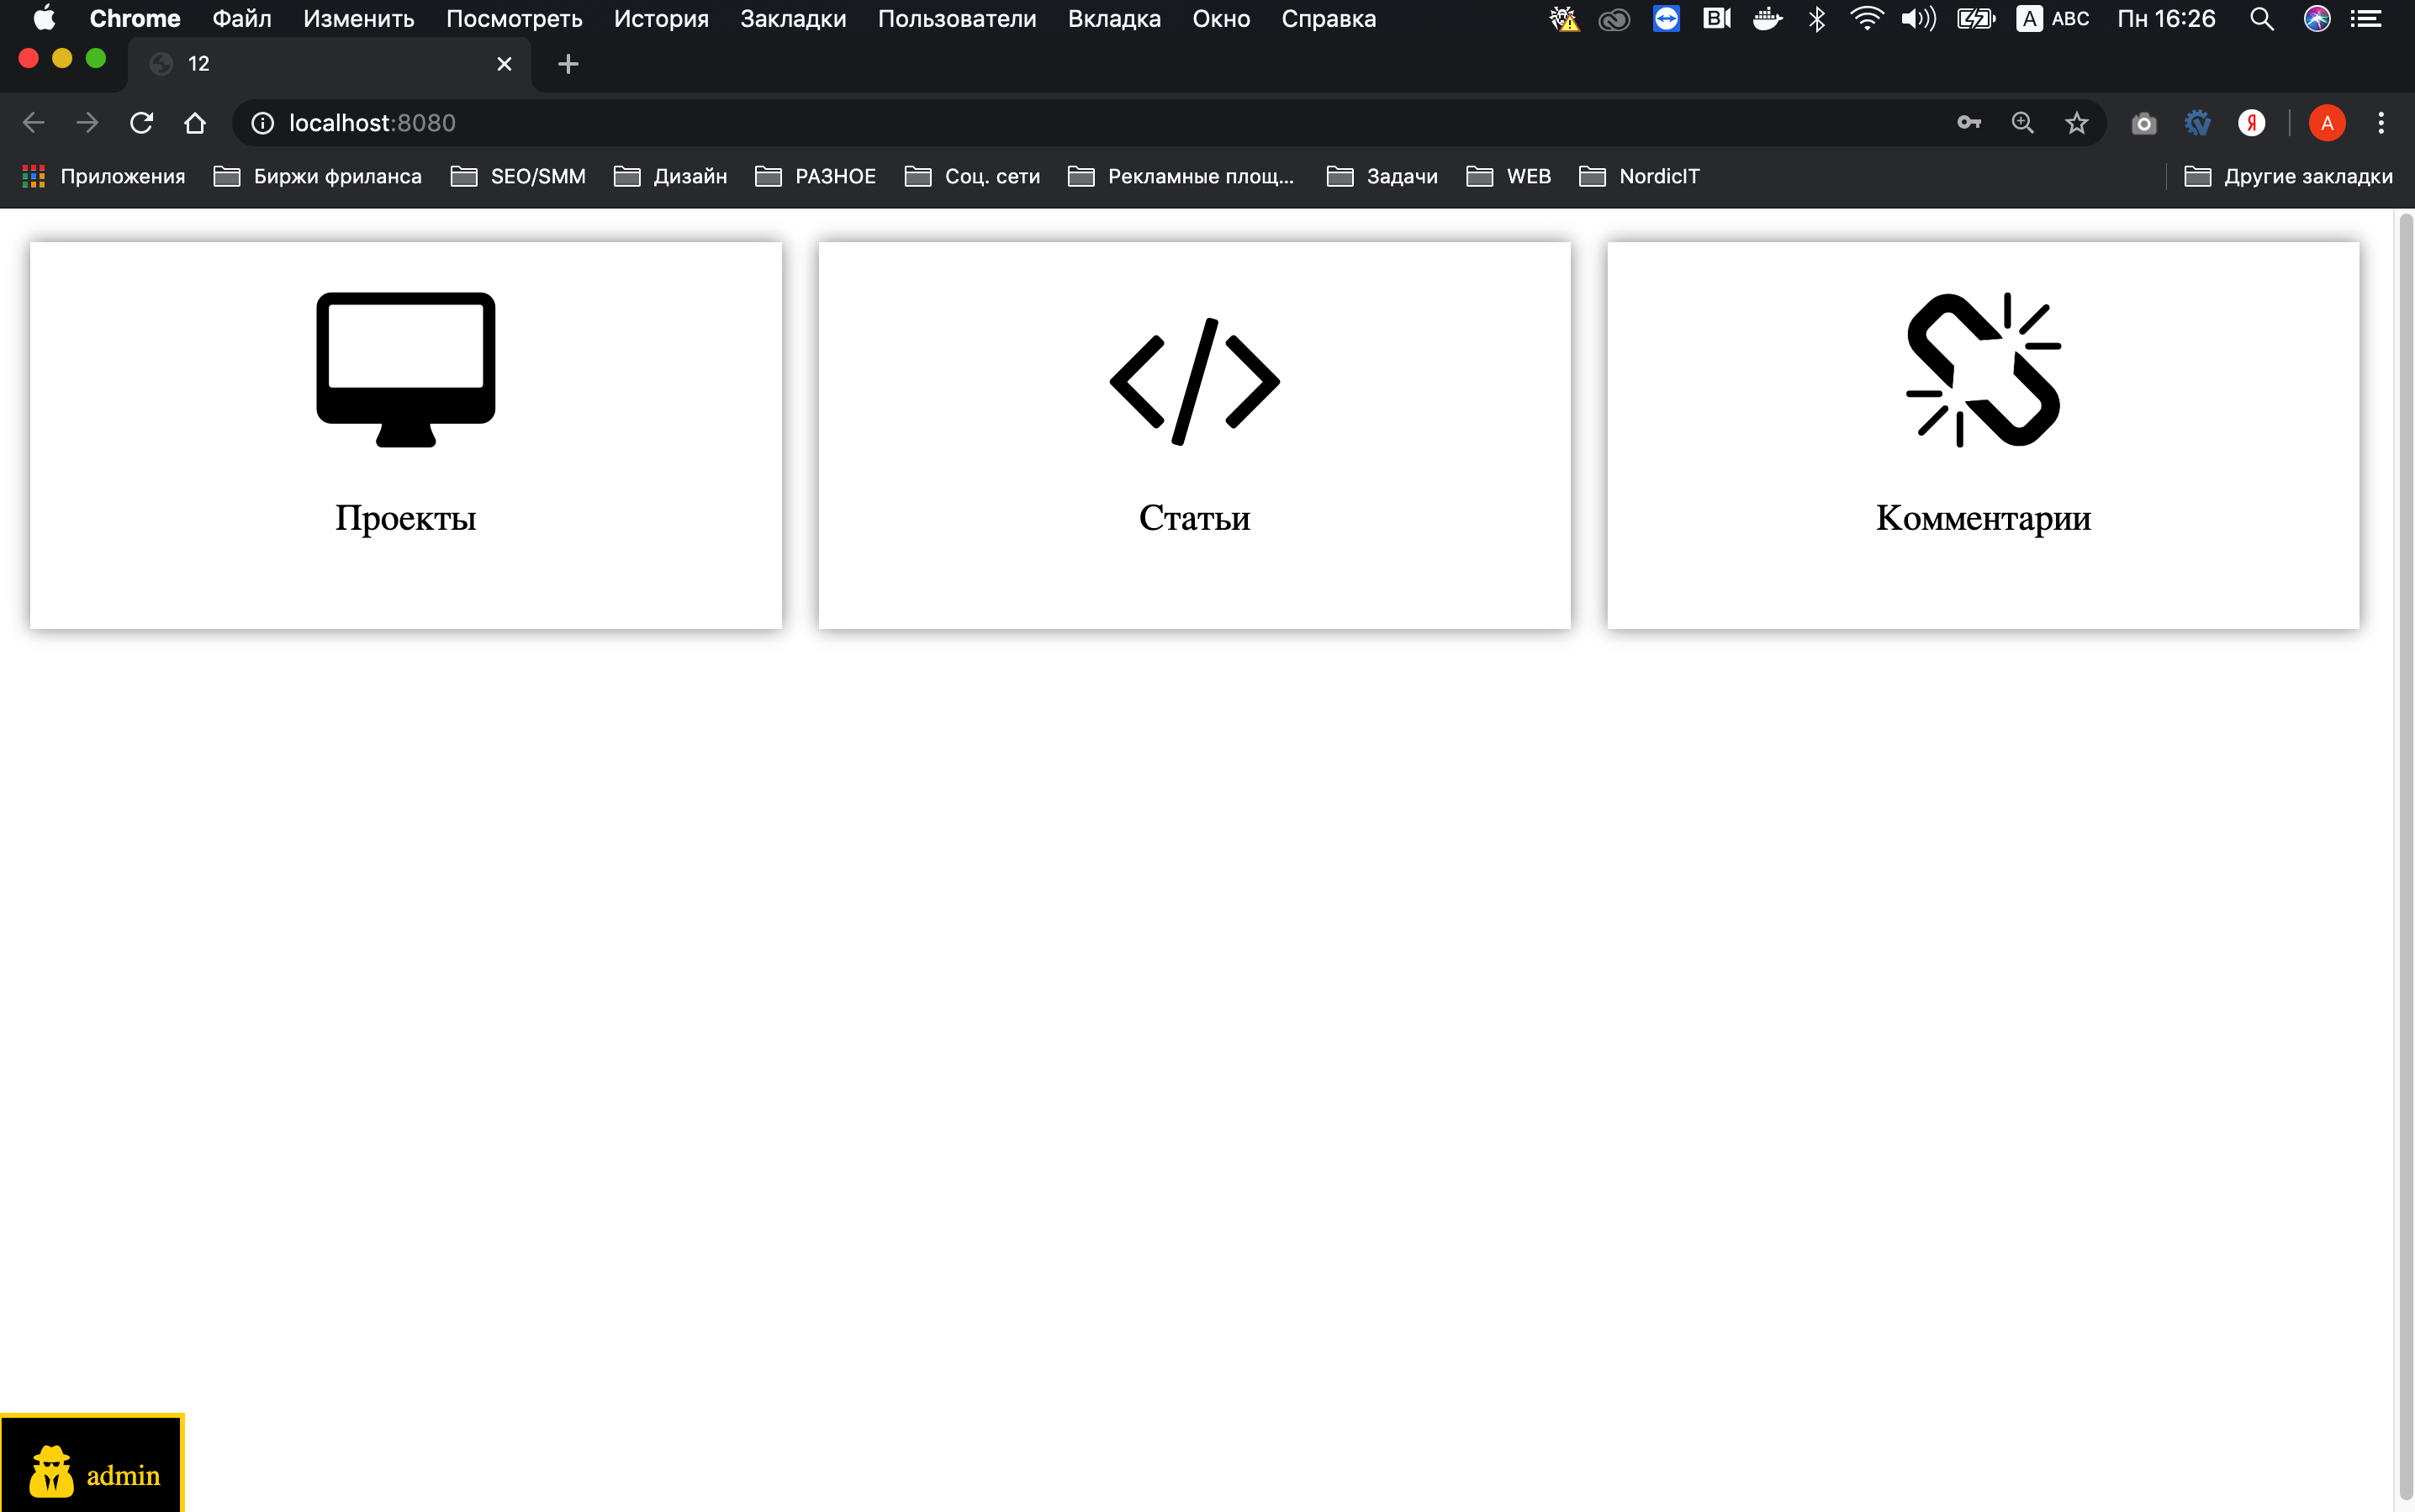 Chrome Файл Изменить Посмотреть История Закладки Пользователи Вкладка Окно Справка A ABC Пн 16:26
12
localhost:8080 Я A
Приложения Биржи фриланса SEO/SMM Дизайн РАЗНОЕ Соц. сети Рекламные площ... Задачи WEB NordicIT Другие закладки
Проекты Статьи Комментарии
admin